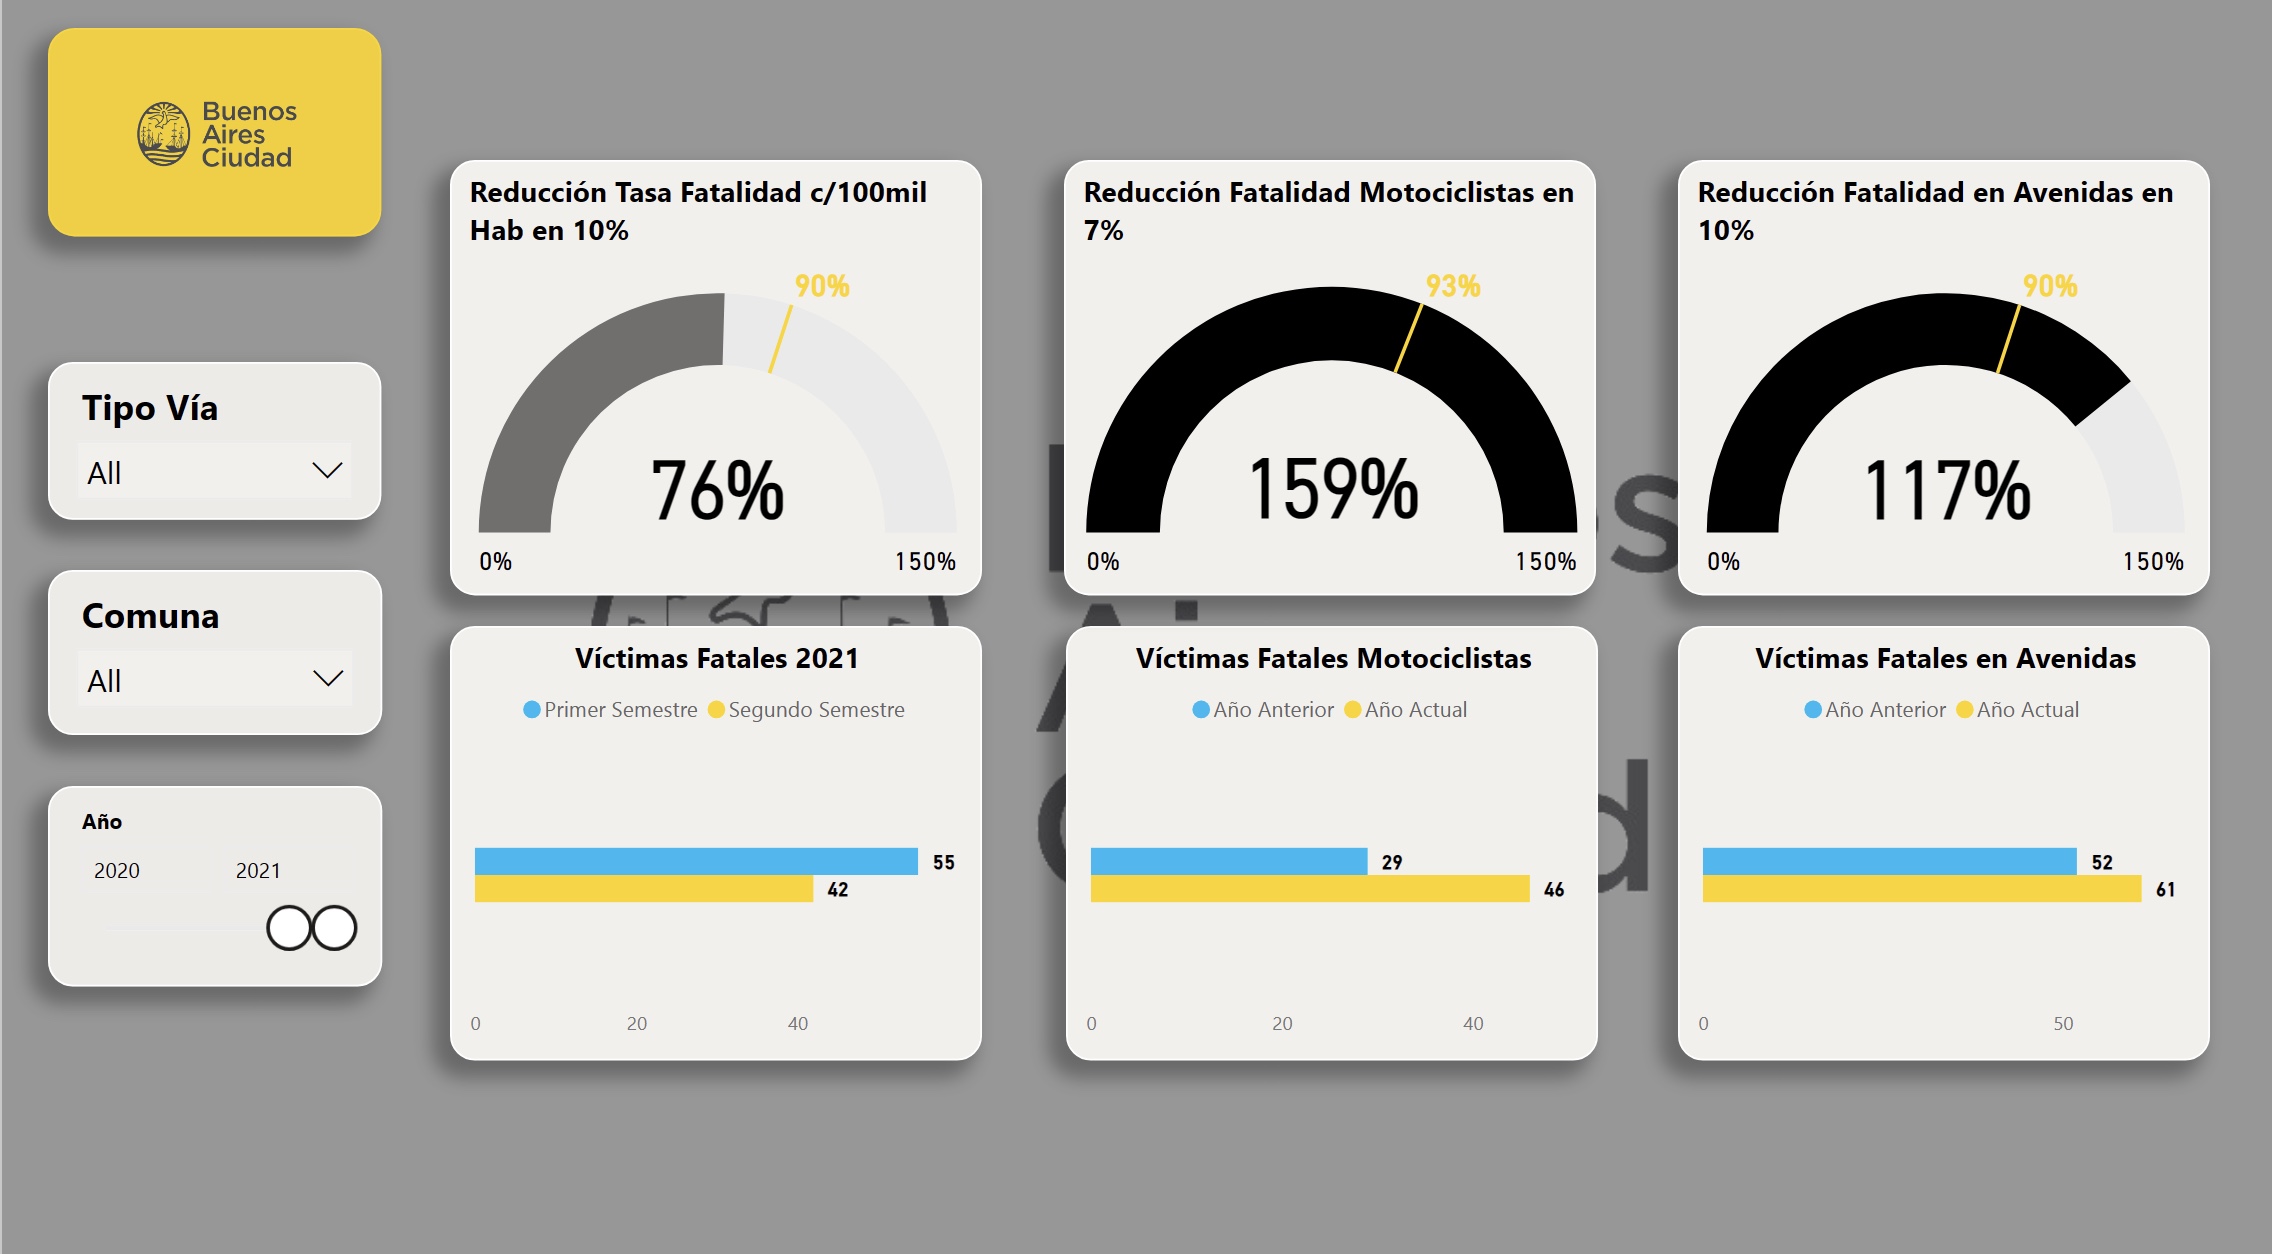 Buenos
Aires
Ciudad
Tipo Vía
All
Comuna
All
Año
2020 2021
Reducción Tasa Fatalidad c/100mil
Hab en 10%
90%
76%
0% 150%
Reducción Fatalidad Motociclistas en
7%
93%
159%
0% 150%
Reducción Fatalidad en Avenidas en
10%
90%
117%
0% 150%
Víctimas Fatales 2021
Primer Semestre Segundo Semestre
55
42
0 20 40
Víctimas Fatales Motociclistas
Año Anterior Año Actual
29
46
0 20 40
Víctimas Fatales en Avenidas
Año Anterior Año Actual
52
61
0 50